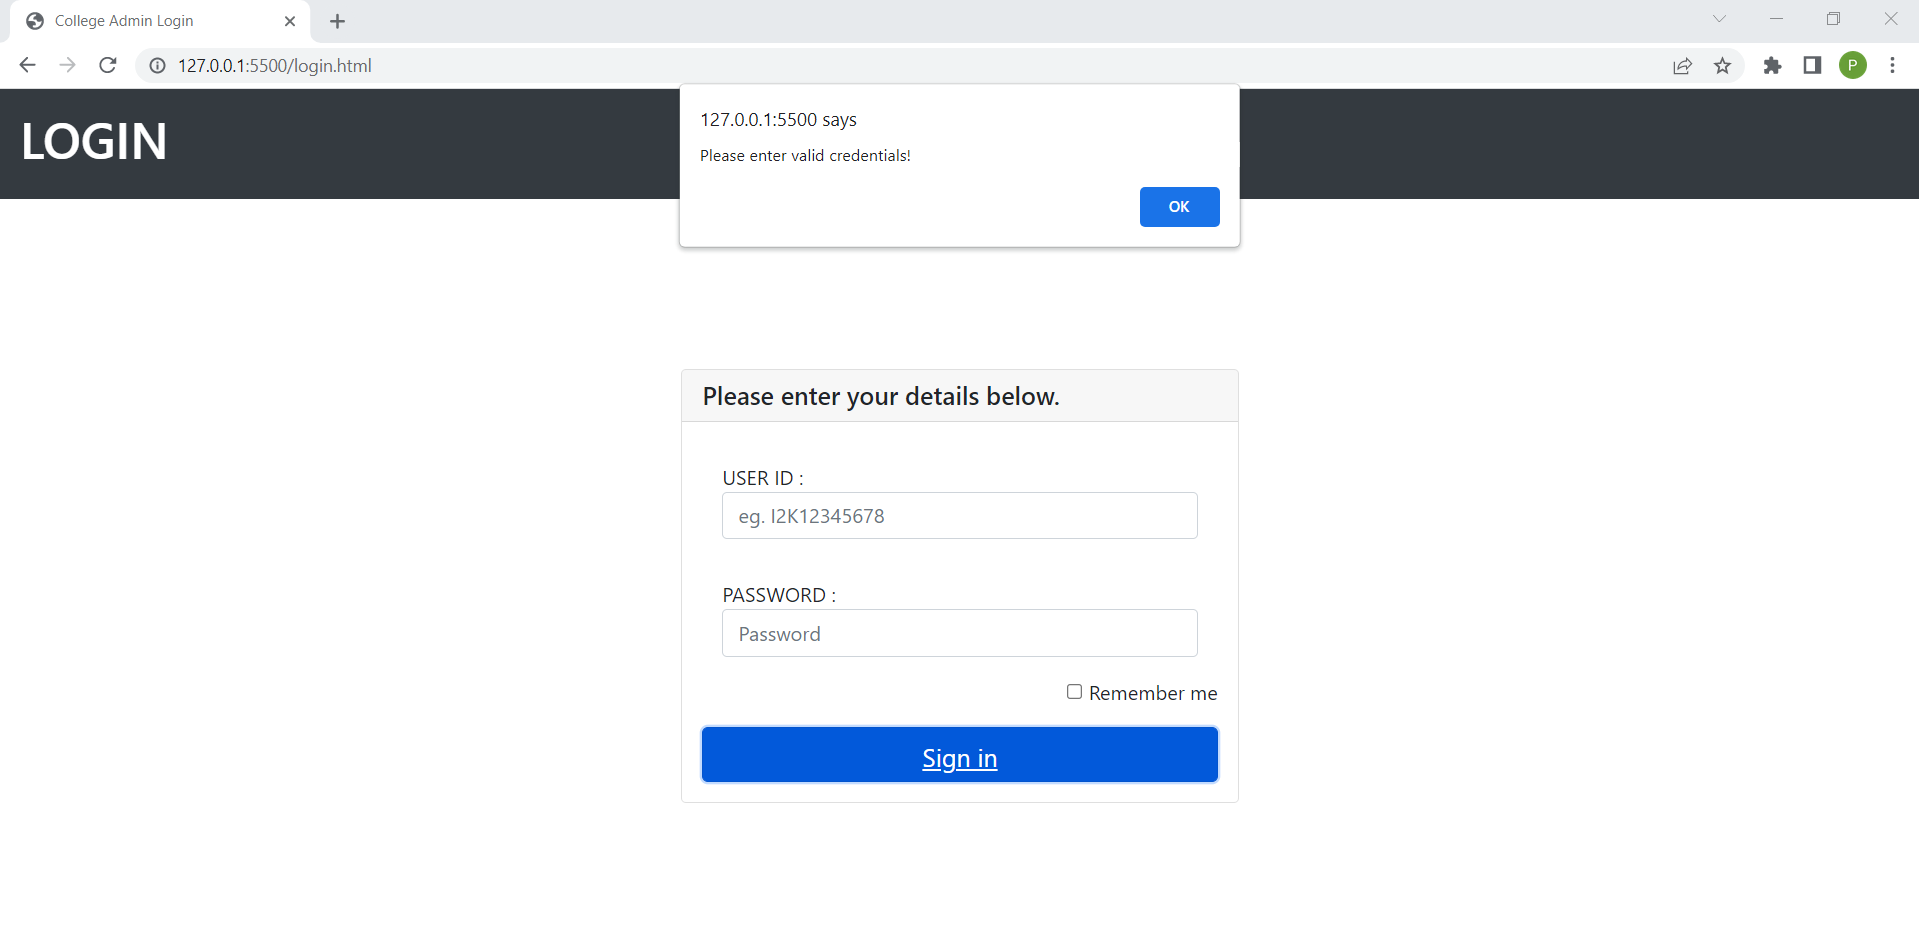 College Admin Login
127.0.0.1:5500/login.html
P
LOGIN
127.0.0.1:5500 says
Please enter valid credentials!
OK
Please enter your details below.
USER ID :
eg. I2K12345678
PASSWORD :
Password
Remember me
Sign in